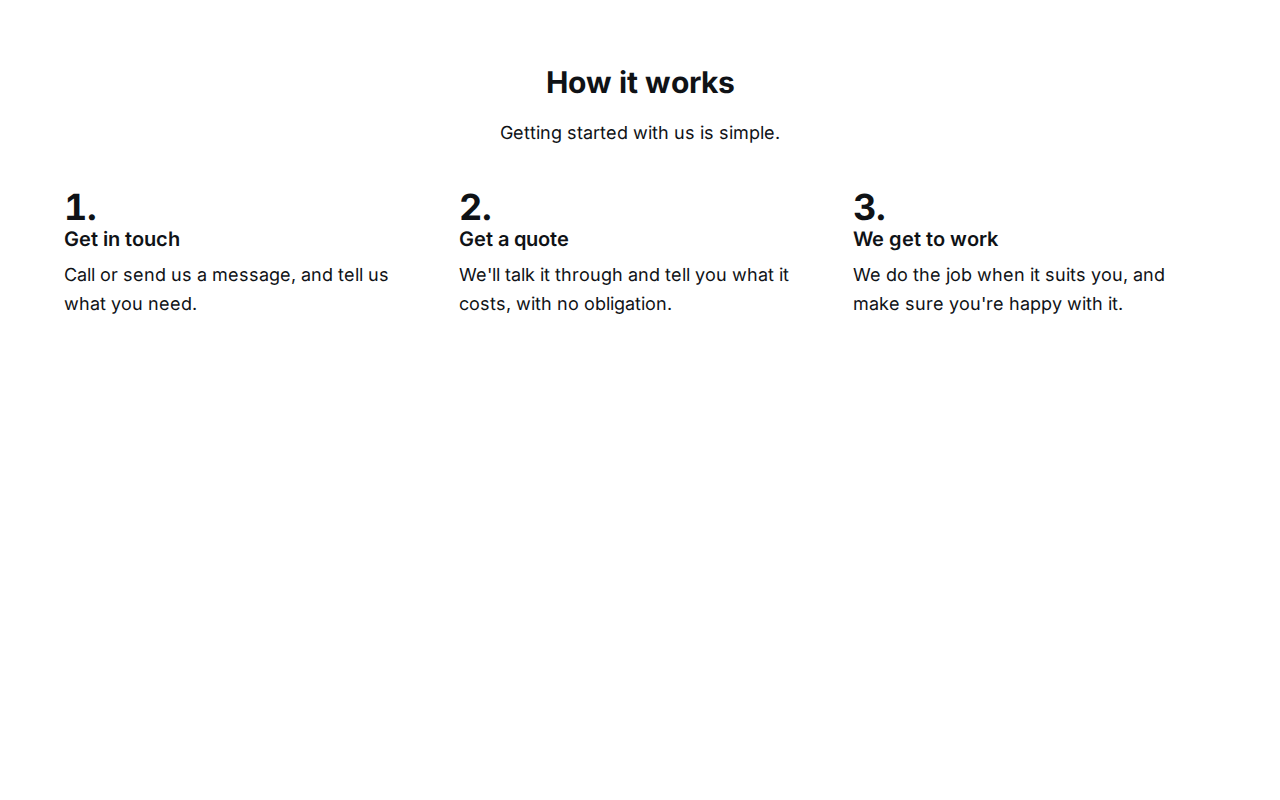 How it works
Getting started with us is simple.
1.
Get in touch
Call or send us a message, and tell us
what you need.
2.
Get a quote
We'll talk it through and tell you what it
costs, with no obligation.
3.
We get to work
We do the job when it suits you, and
make sure you're happy with it.